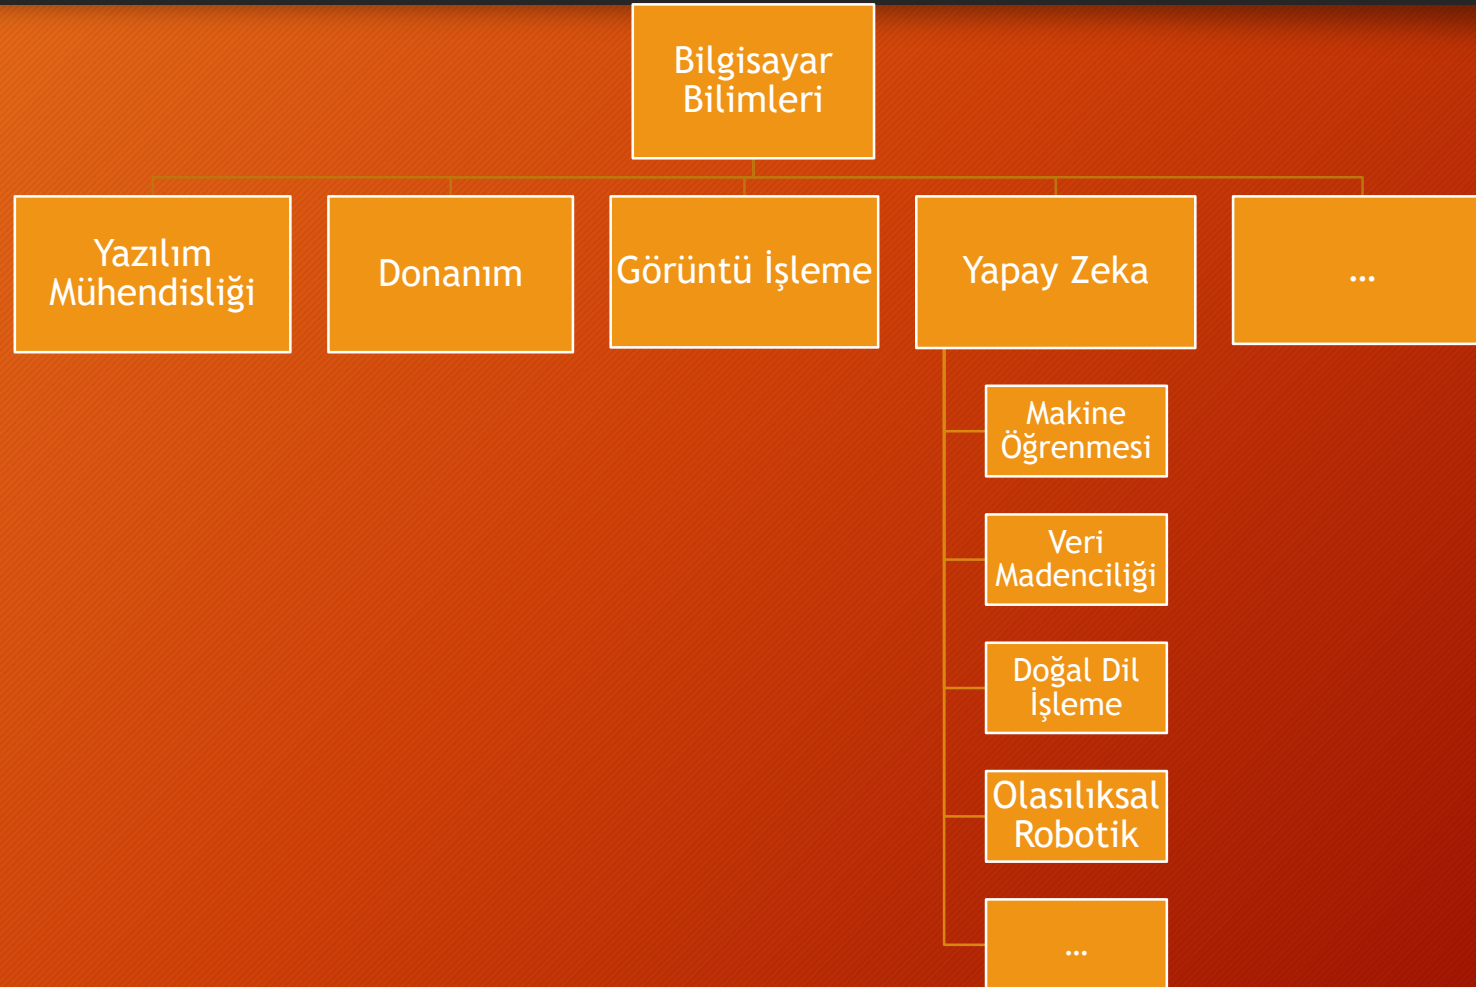 Bilgisayar
Bilimleri
Yazılım
Mühendisliği
Donanım
Görüntü İşleme
Yapay Zeka
...
Makine
Öğrenmesi
Veri
Madenciliği
Doğal Dil
İşleme
Olasılıksal
Robotik
...